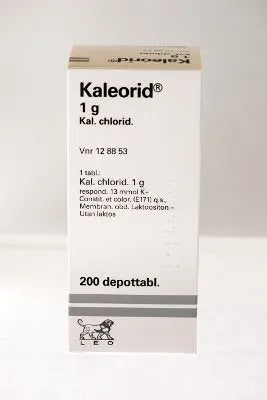 Kaleorid®
1 g
Kal. chlorid.
Vnr 12 88 53
1 tabl.:
Kal. chlorid. 1 g
respond. 13 mmol K–
Constit. et color. (E171) q.s.,
Membran. obd. Laktoositon.–
Utan laktos
200 depottabl.
LEO